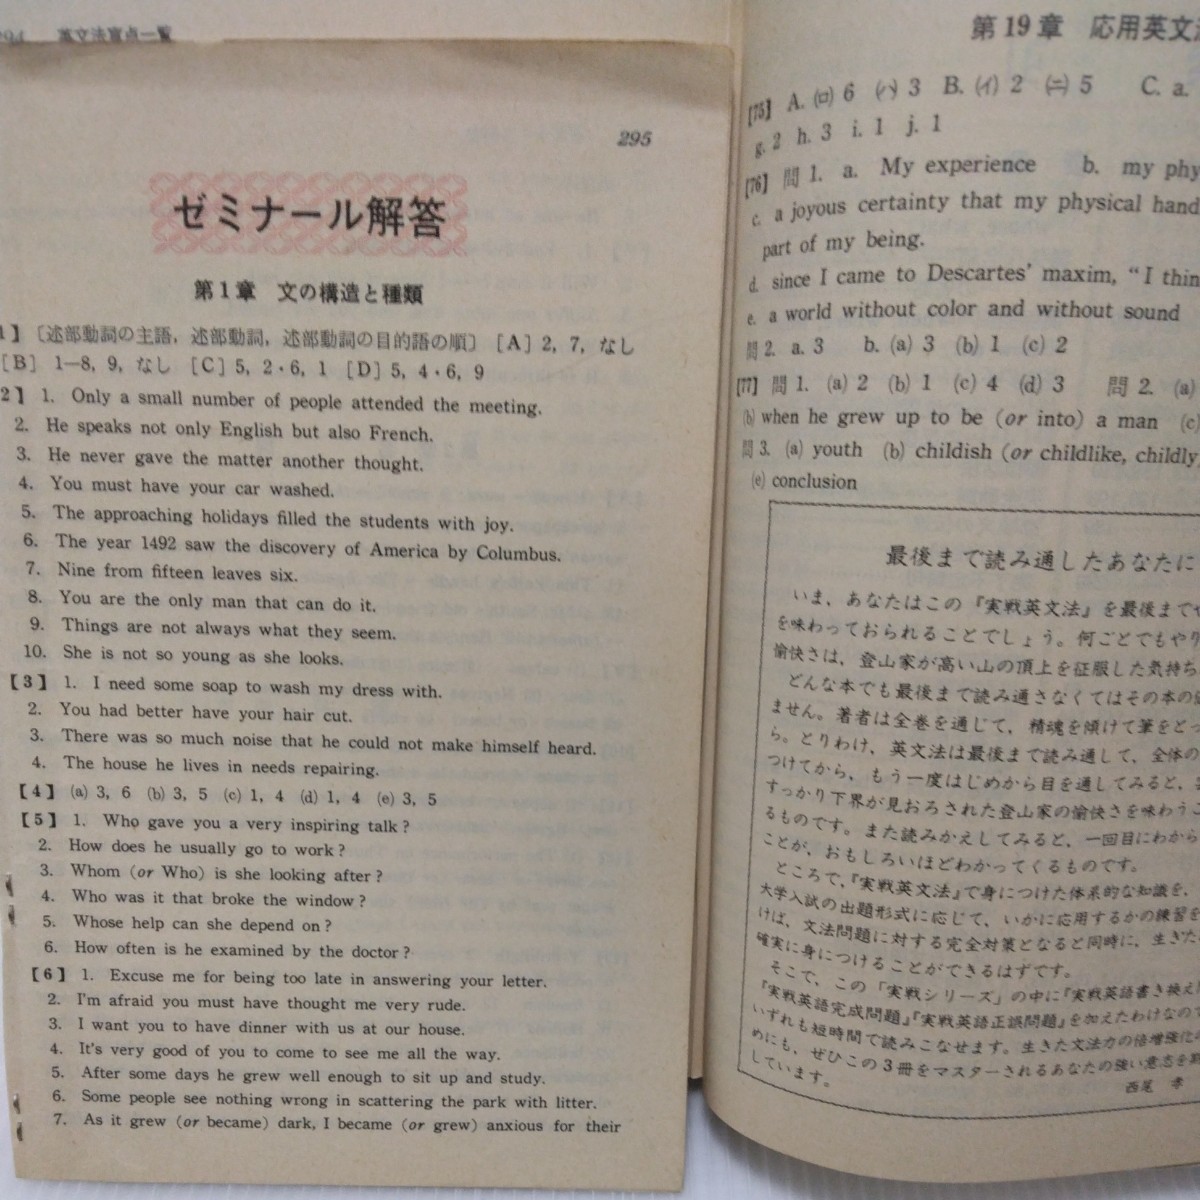 294 英文法盲点一覧
295
ゼミナール解答
第1章 文の構造と種類
1】〔述部動詞の主語，述部動詞，述部動詞の目的語の順〕［A］2, 7, なし
［B］ 1—8, 9, なし ［C］5, 2・6, 1 ［D］5, 4・6, 9
2】 1. Only a small number of people attended the meeting.
2. He speaks not only English but also French.
3. He never gave the matter another thought.
4. You must have your car washed.
5. The approaching holidays filled the students with joy.
6. The year 1492 saw the discovery of America by Columbus.
7. Nine from fifteen leaves six.
8. You are the only man that can do it.
9. Things are not always what they seem.
10. She is not so young as she looks.
【3】 1. I need some soap to wash my dress with.
2. You had better have your hair cut.
3. There was so much noise that he could not make himself heard.
4. The house he lives in needs repairing.
【4】 (a) 3, 6 (b) 3, 5 (c) 1, 4 (d) 1, 4 (e) 3, 5
【5】 1. Who gave you a very inspiring talk?
2. How does he usually go to work?
3. Whom (or Who) is she looking after?
4. Who was it that broke the window?
5. Whose help can she depend on?
6. How often is he examined by the doctor?
【6】 1. Excuse me for being too late in answering your letter.
2. I'm afraid you must have thought me very rude.
3. I want you to have dinner with us at our house.
4. It's very good of you to come to see me all the way.
5. After some days he grew well enough to sit up and study.
6. Some people see nothing wrong in scattering the park with litter.
7. As it grew (or became) dark, I became (or grew) anxious for their
第19章 応用英文法
【75】 A. (ロ) 6 (ハ) 3 B. (イ) 2 (ニ) 5 C. a.
g. 2 h. 3 i. 1 j. 1
【76】 問1. a. My experience b. my phy
c. a joyous certainty that my physical hand
part of my being.
d. since I came to Descartes' maxim, "I thin
e. a world without color and without sound
問2. a. 3 b. (a) 3 (b) 1 (c) 2
【77】 問1. (a) 2 (b) 1 (c) 4 (d) 3 問2. (a)
(b) when he grew up to be (or into) a man (c)
問3. (a) youth (b) childish (or childlike, childly
(e) conclusion
最後まで読み通したあなたに
いま、あなたはこの『実戦英文法』を最後までや
を味わっておられることでしょう。何ごとでもやり
愉快さは、登山家が高い山の頂上を征服した気持ち
どんな本でも最後まで読み通さなくてはその本の
ません。著者は全巻を通じて、精魂を傾けて筆をとっ
ら。とりわけ、英文法は最後まで読み通して、全体の
つけてから、もう一度はじめから目を通してみると、
すっかり下界が見おろされた登山家の愉快さを味わうこ
るものです。また読みかえしてみると、一回目にわから
ことが、おもしろいほどわかってくるものです。
ところで、『実戦英文法』で身につけた体系的な知識を、
大学入試の出題形式に応じて、いかに応用するかの練習を
けば、文法問題に対する完全対策となると同時に、生きた
確実に身につけることができるはずです。
そこで、この「実戦シリーズ」の中に『実戦英語書き換え
『実戦英語完成問題』『実戦英語正誤問題』を加えたわけなので
いずれも短時間で読みこなせます。生きた文法力の倍増強化
めにも、ぜひこの3冊をマスターされるあなたの強い意志を
しています。
西尾 孝